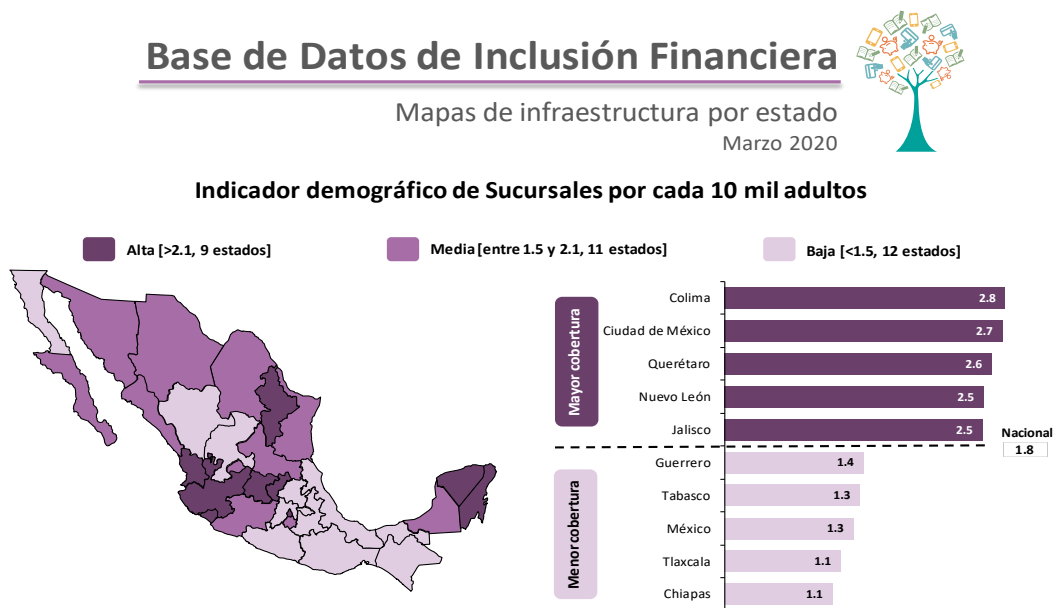 Base de Datos de Inclusión Financiera
Mapas de infraestructura por estado
Marzo 2020
Indicador demográfico de Sucursales por cada 10 mil adultos
Alta [>2.1, 9 estados]
Media [entre 1.5 y 2.1, 11 estados]
Baja [<1.5, 12 estados]
Mayor cobertura
Colima 2.8
Ciudad de México 2.7
Querétaro 2.6
Nuevo León 2.5
Jalisco 2.5
Nacional
1.8
Menor cobertura
Guerrero 1.4
Tabasco 1.3
México 1.3
Tlaxcala 1.1
Chiapas 1.1